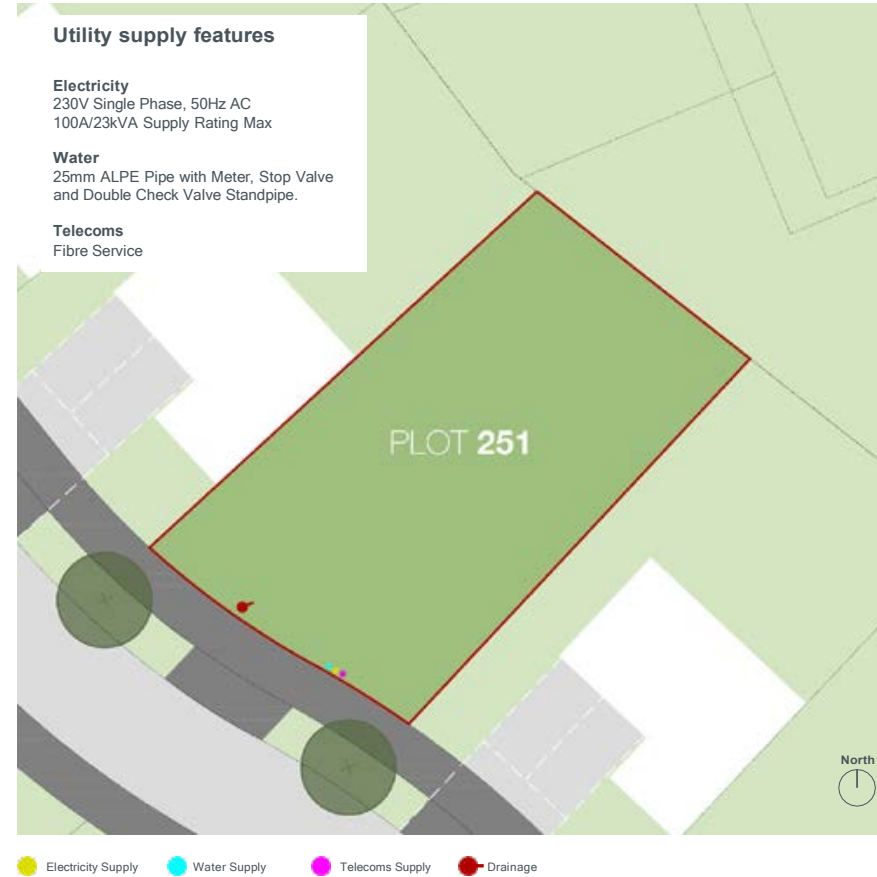 Utility supply features
Electricity
230V Single Phase, 50Hz AC
100A/23kVA Supply Rating Max
Water
25mm ALPE Pipe with Meter, Stop Valve
and Double Check Valve Standpipe.
Telecoms
Fibre Service
PLOT 251
North
Electricity Supply
Water Supply
Telecoms Supply
Drainage